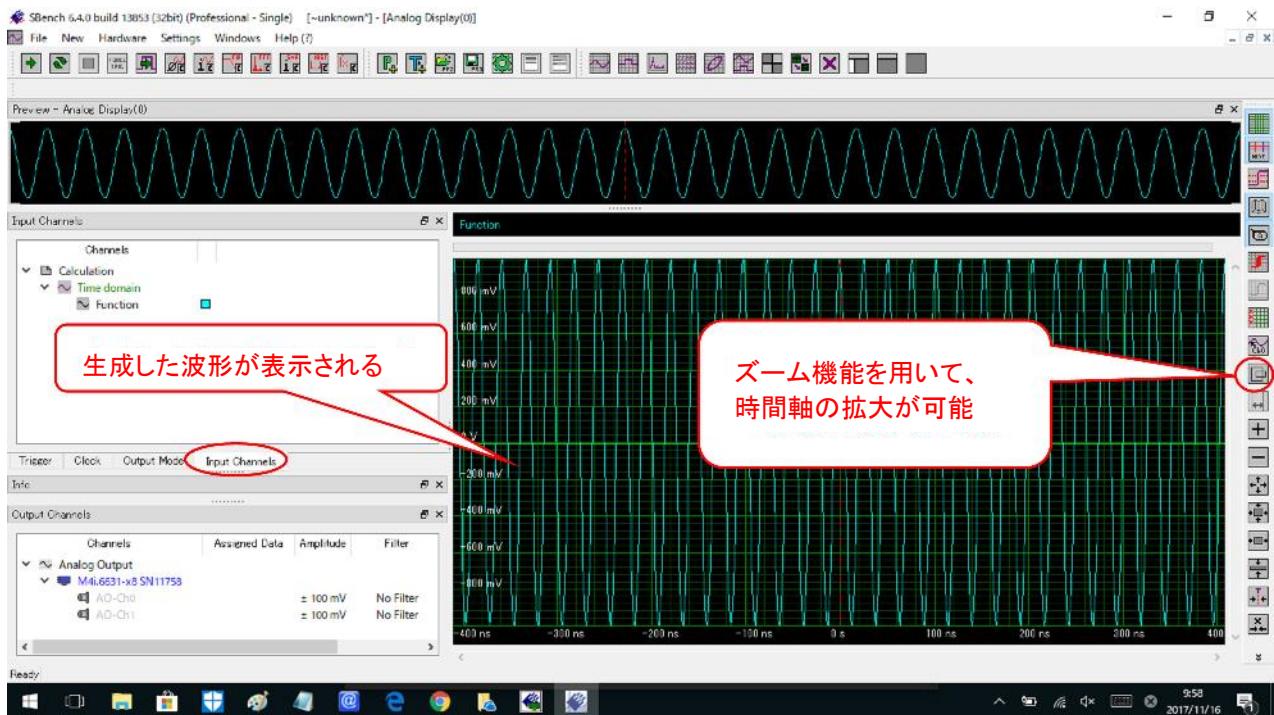 SBench 6.4.0 build 13853 (32bit) (Professional - Single) [~unknown*] - [Analog Display(0)]
File New Hardware Settings Windows Help (?)
Preview - Analog Display(0)
Input Channels
Channels
Calculation
Time domain
Function
Function
800 mV
600 mV
400 mV
200 mV
0 V
-200 mV
-400 mV
-600 mV
-800 mV
-400 ns -300 ns -200 ns -100 ns 0 s 100 ns 200 ns 300 ns 400
生成した波形が表示される
ズーム機能を用いて、
時間軸の拡大が可能
Trigger Clock Output Mode Input Channels
Info
Output Channels
Channels Assigned Data Amplitude Filter
Analog Output
M4i.6631-x8 SN11758
AO-Ch0 ± 100 mV No Filter
AO-Ch1 ± 100 mV No Filter
Ready
9:58
2017/11/16